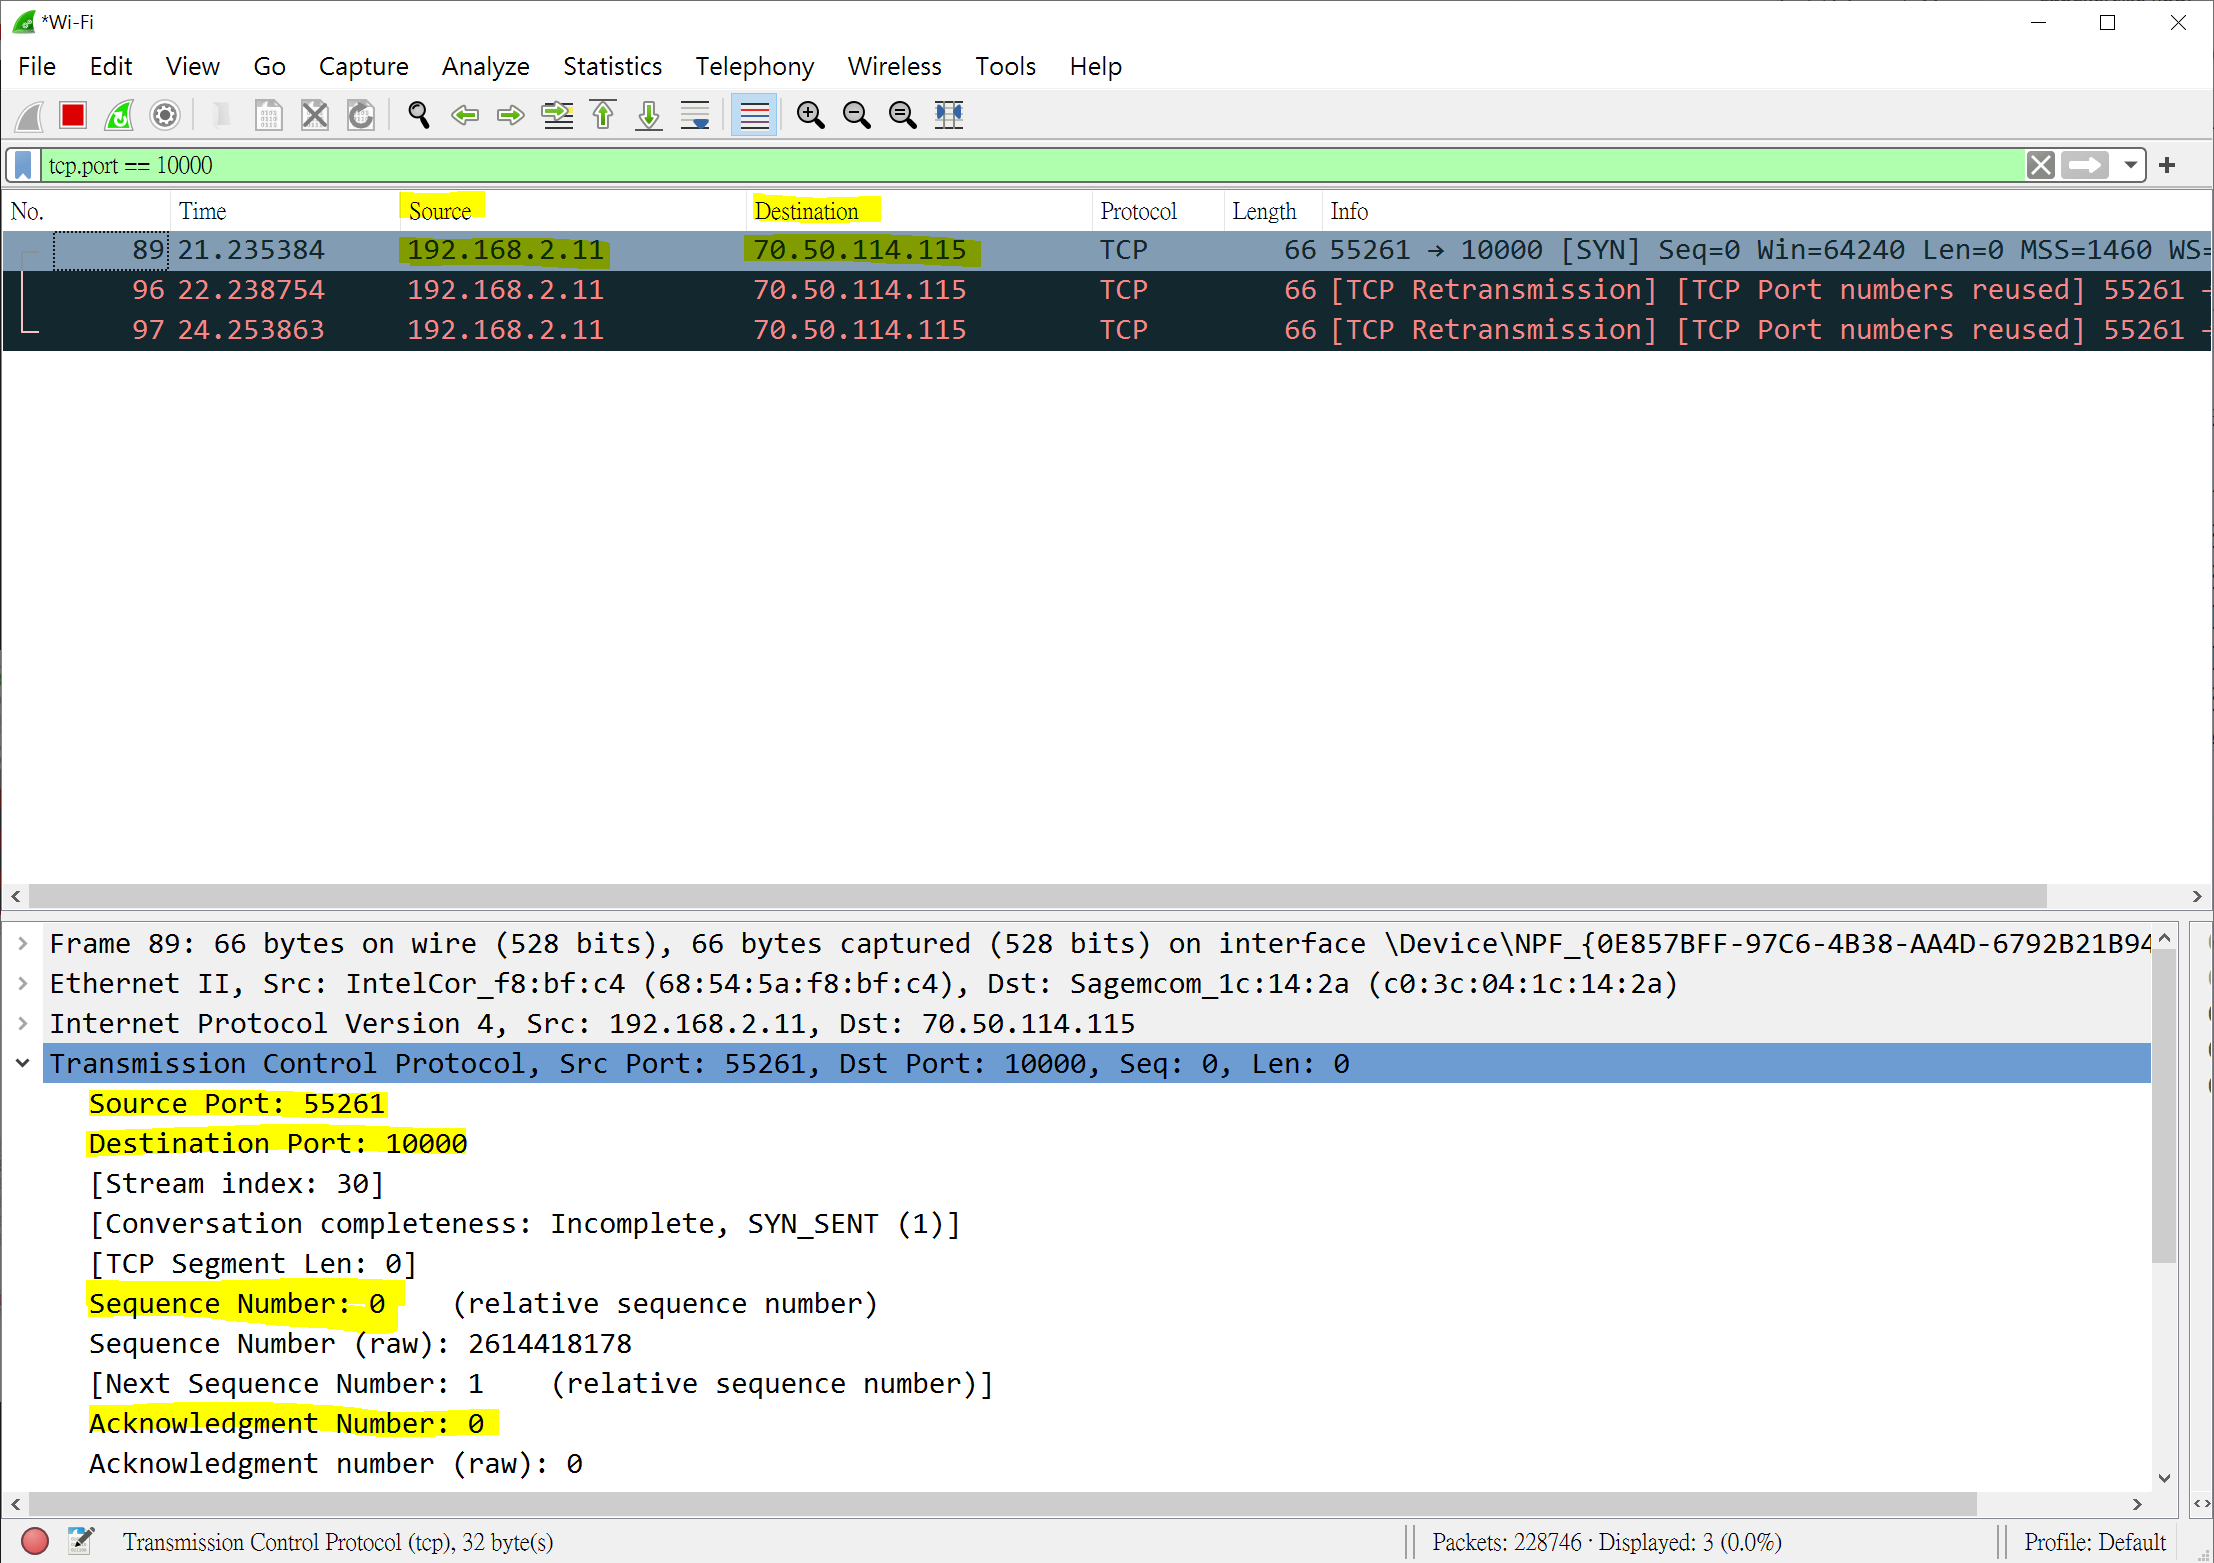 *Wi-Fi
File Edit View Go Capture Analyze Statistics Telephony Wireless Tools Help
tcp.port == 10000
No. Time Source Destination Protocol Length Info
89 21.235384 192.168.2.11 70.50.114.115 TCP 66 55261 → 10000 [SYN] Seq=0 Win=64240 Len=0 MSS=1460 WS=
96 22.238754 192.168.2.11 70.50.114.115 TCP 66 [TCP Retransmission] [TCP Port numbers reused] 55261
97 24.253863 192.168.2.11 70.50.114.115 TCP 66 [TCP Retransmission] [TCP Port numbers reused] 55261
Frame 89: 66 bytes on wire (528 bits), 66 bytes captured (528 bits) on interface \Device\NPF_{0E857BFF-97C6-4B38-AA4D-6792B21B94
Ethernet II, Src: IntelCor_f8:bf:c4 (68:54:5a:f8:bf:c4), Dst: Sagemcom_1c:14:2a (c0:3c:04:1c:14:2a)
Internet Protocol Version 4, Src: 192.168.2.11, Dst: 70.50.114.115
Transmission Control Protocol, Src Port: 55261, Dst Port: 10000, Seq: 0, Len: 0
Source Port: 55261
Destination Port: 10000
[Stream index: 30]
[Conversation completeness: Incomplete, SYN_SENT (1)]
[TCP Segment Len: 0]
Sequence Number: 0 (relative sequence number)
Sequence Number (raw): 2614418178
[Next Sequence Number: 1 (relative sequence number)]
Acknowledgment Number: 0
Acknowledgment number (raw): 0
Transmission Control Protocol (tcp), 32 byte(s) Packets: 228746 · Displayed: 3 (0.0%) Profile: Default